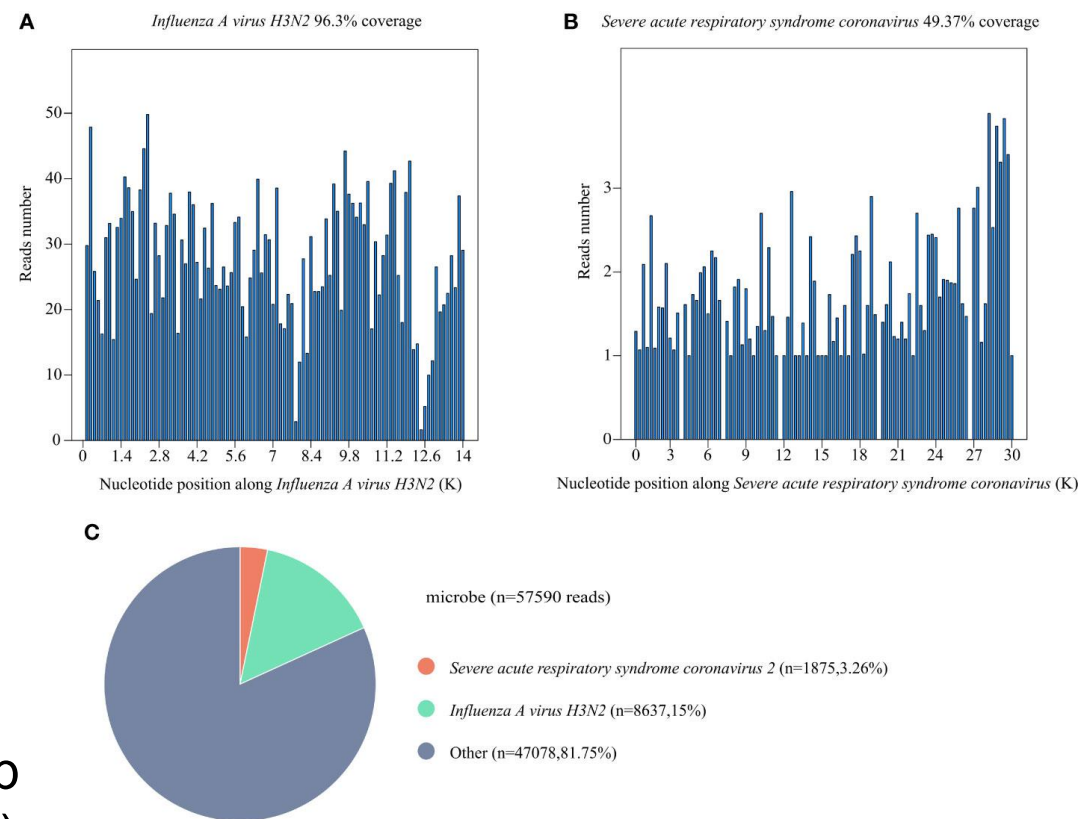 A
Influenza A virus H3N2 96.3% coverage
50
40
30
20
10
0
Reads number
0 1.4 2.8 4.2 5.6 7 8.4 9.8 11.2 12.6 14
Nucleotide position along Influenza A virus H3N2 (K)
B
Severe acute respiratory syndrome coronavirus 49.37% coverage
3
2
1
0
Reads number
0 3 6 9 12 15 18 21 24 27 30
Nucleotide position along Severe acute respiratory syndrome coronavirus (K)
C
microbe (n=57590 reads)
Severe acute respiratory syndrome coronavirus 2 (n=1875,3.26%)
Influenza A virus H3N2 (n=8637,15%)
Other (n=47078,81.75%)